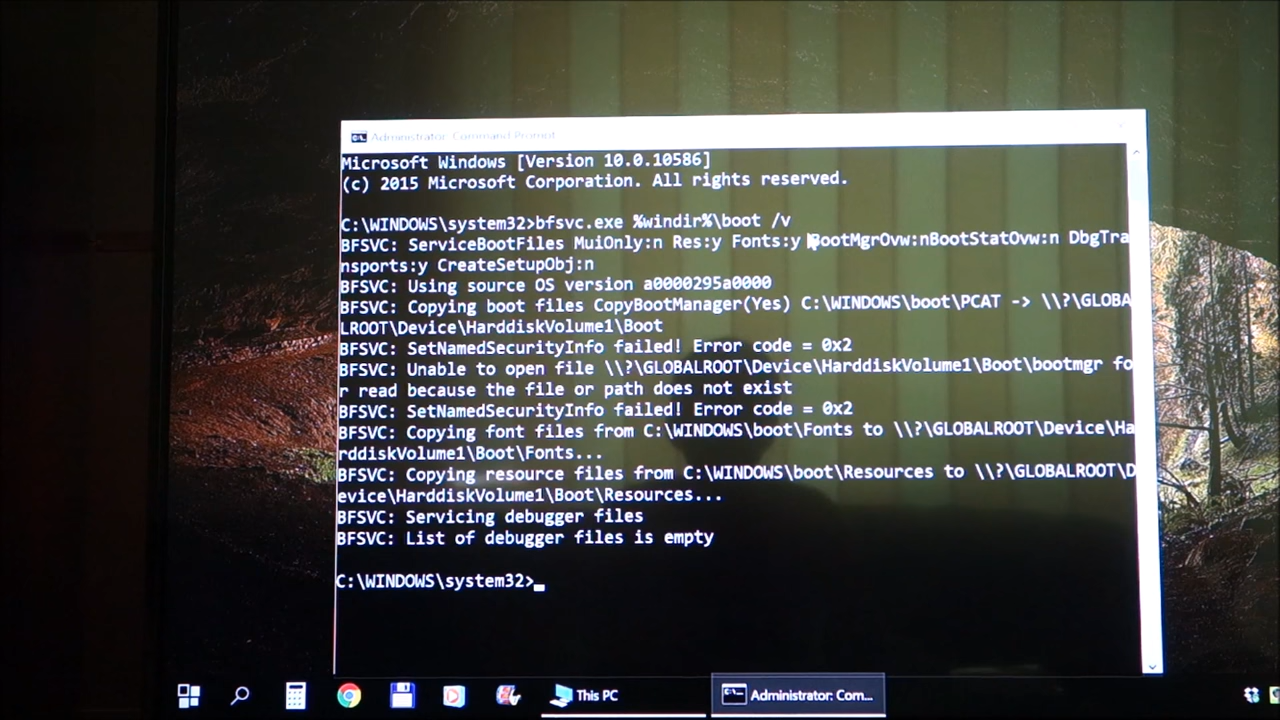 Administrator: Command Prompt
Microsoft Windows [Version 10.0.10586]
(c) 2015 Microsoft Corporation. All rights reserved.
C:\WINDOWS\system32>bfsvc.exe %windir%\boot /v
BFSVC: ServiceBootFiles MuiOnly:n Res:y Fonts:y BootMgrOvw:nBootStatOvw:n DbgTra
nsports:y CreateSetupObj:n
BFSVC: Using source OS version a0000295a0000
BFSVC: Copying boot files CopyBootManager(Yes) C:\WINDOWS\boot\PCAT -> \\?\GLOBA
LROOT\Device\HarddiskVolume1\Boot
BFSVC: SetNamedSecurityInfo failed! Error code = 0x2
BFSVC: Unable to open file \\?\GLOBALROOT\Device\HarddiskVolume1\Boot\bootmgr fo
r read because the file or path does not exist
BFSVC: SetNamedSecurityInfo failed! Error code = 0x2
BFSVC: Copying font files from C:\WINDOWS\boot\Fonts to \\?\GLOBALROOT\Device\Ha
rddiskVolume1\Boot\Fonts...
BFSVC: Copying resource files from C:\WINDOWS\boot\Resources to \\?\GLOBALROOT\D
evice\HarddiskVolume1\Boot\Resources...
BFSVC: Servicing debugger files
BFSVC: List of debugger files is empty
C:\WINDOWS\system32>
This PC
Administrator: Com...